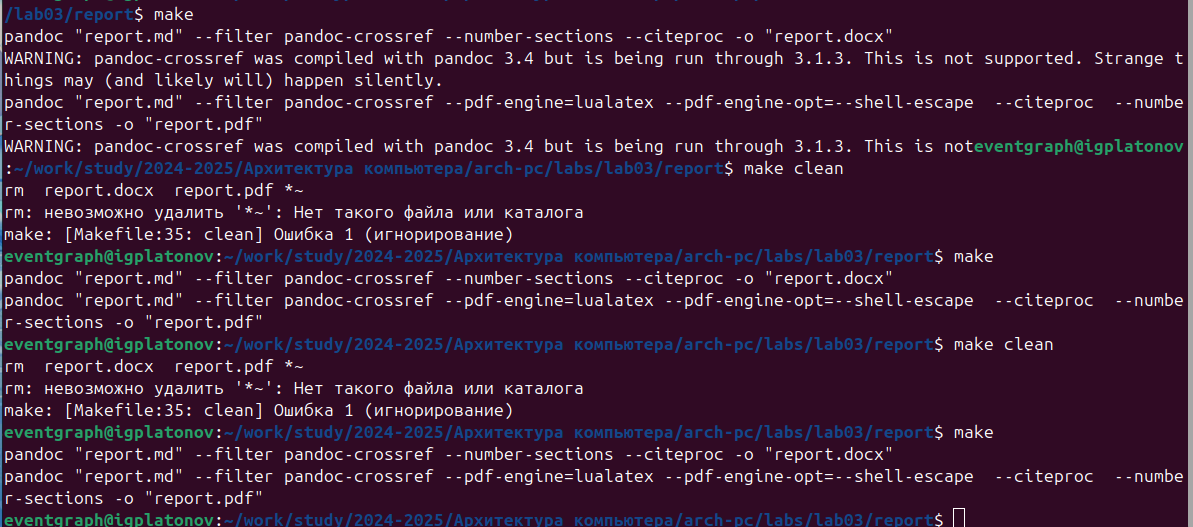 /lab03/report$ make
pandoc "report.md" --filter pandoc-crossref --number-sections --citeproc -o "report.docx"
WARNING: pandoc-crossref was compiled with pandoc 3.4 but is being run through 3.1.3. This is not supported. Strange t
hings may (and likely will) happen silently.
pandoc "report.md" --filter pandoc-crossref --pdf-engine=lualatex --pdf-engine-opt=--shell-escape  --citeproc  --numbe
r-sections -o "report.pdf"
WARNING: pandoc-crossref was compiled with pandoc 3.4 but is being run through 3.1.3. This is noteventgraph@igplatonov
:~/work/study/2024-2025/Архитектура компьютера/arch-pc/labs/lab03/report$ make clean
rm  report.docx  report.pdf *~
rm: невозможно удалить '*~': Нет такого файла или каталога
make: [Makefile:35: clean] Ошибка 1 (игнорирование)
eventgraph@igplatonov:~/work/study/2024-2025/Архитектура компьютера/arch-pc/labs/lab03/report$ make
pandoc "report.md" --filter pandoc-crossref --number-sections --citeproc -o "report.docx"
pandoc "report.md" --filter pandoc-crossref --pdf-engine=lualatex --pdf-engine-opt=--shell-escape  --citeproc  --numbe
r-sections -o "report.pdf"
eventgraph@igplatonov:~/work/study/2024-2025/Архитектура компьютера/arch-pc/labs/lab03/report$ make clean
rm  report.docx  report.pdf *~
rm: невозможно удалить '*~': Нет такого файла или каталога
make: [Makefile:35: clean] Ошибка 1 (игнорирование)
eventgraph@igplatonov:~/work/study/2024-2025/Архитектура компьютера/arch-pc/labs/lab03/report$ make
pandoc "report.md" --filter pandoc-crossref --number-sections --citeproc -o "report.docx"
pandoc "report.md" --filter pandoc-crossref --pdf-engine=lualatex --pdf-engine-opt=--shell-escape  --citeproc  --numbe
r-sections -o "report.pdf"
eventgraph@igplatonov:~/work/study/2024-2025/Архитектура компьютера/arch-pc/labs/lab03/report$